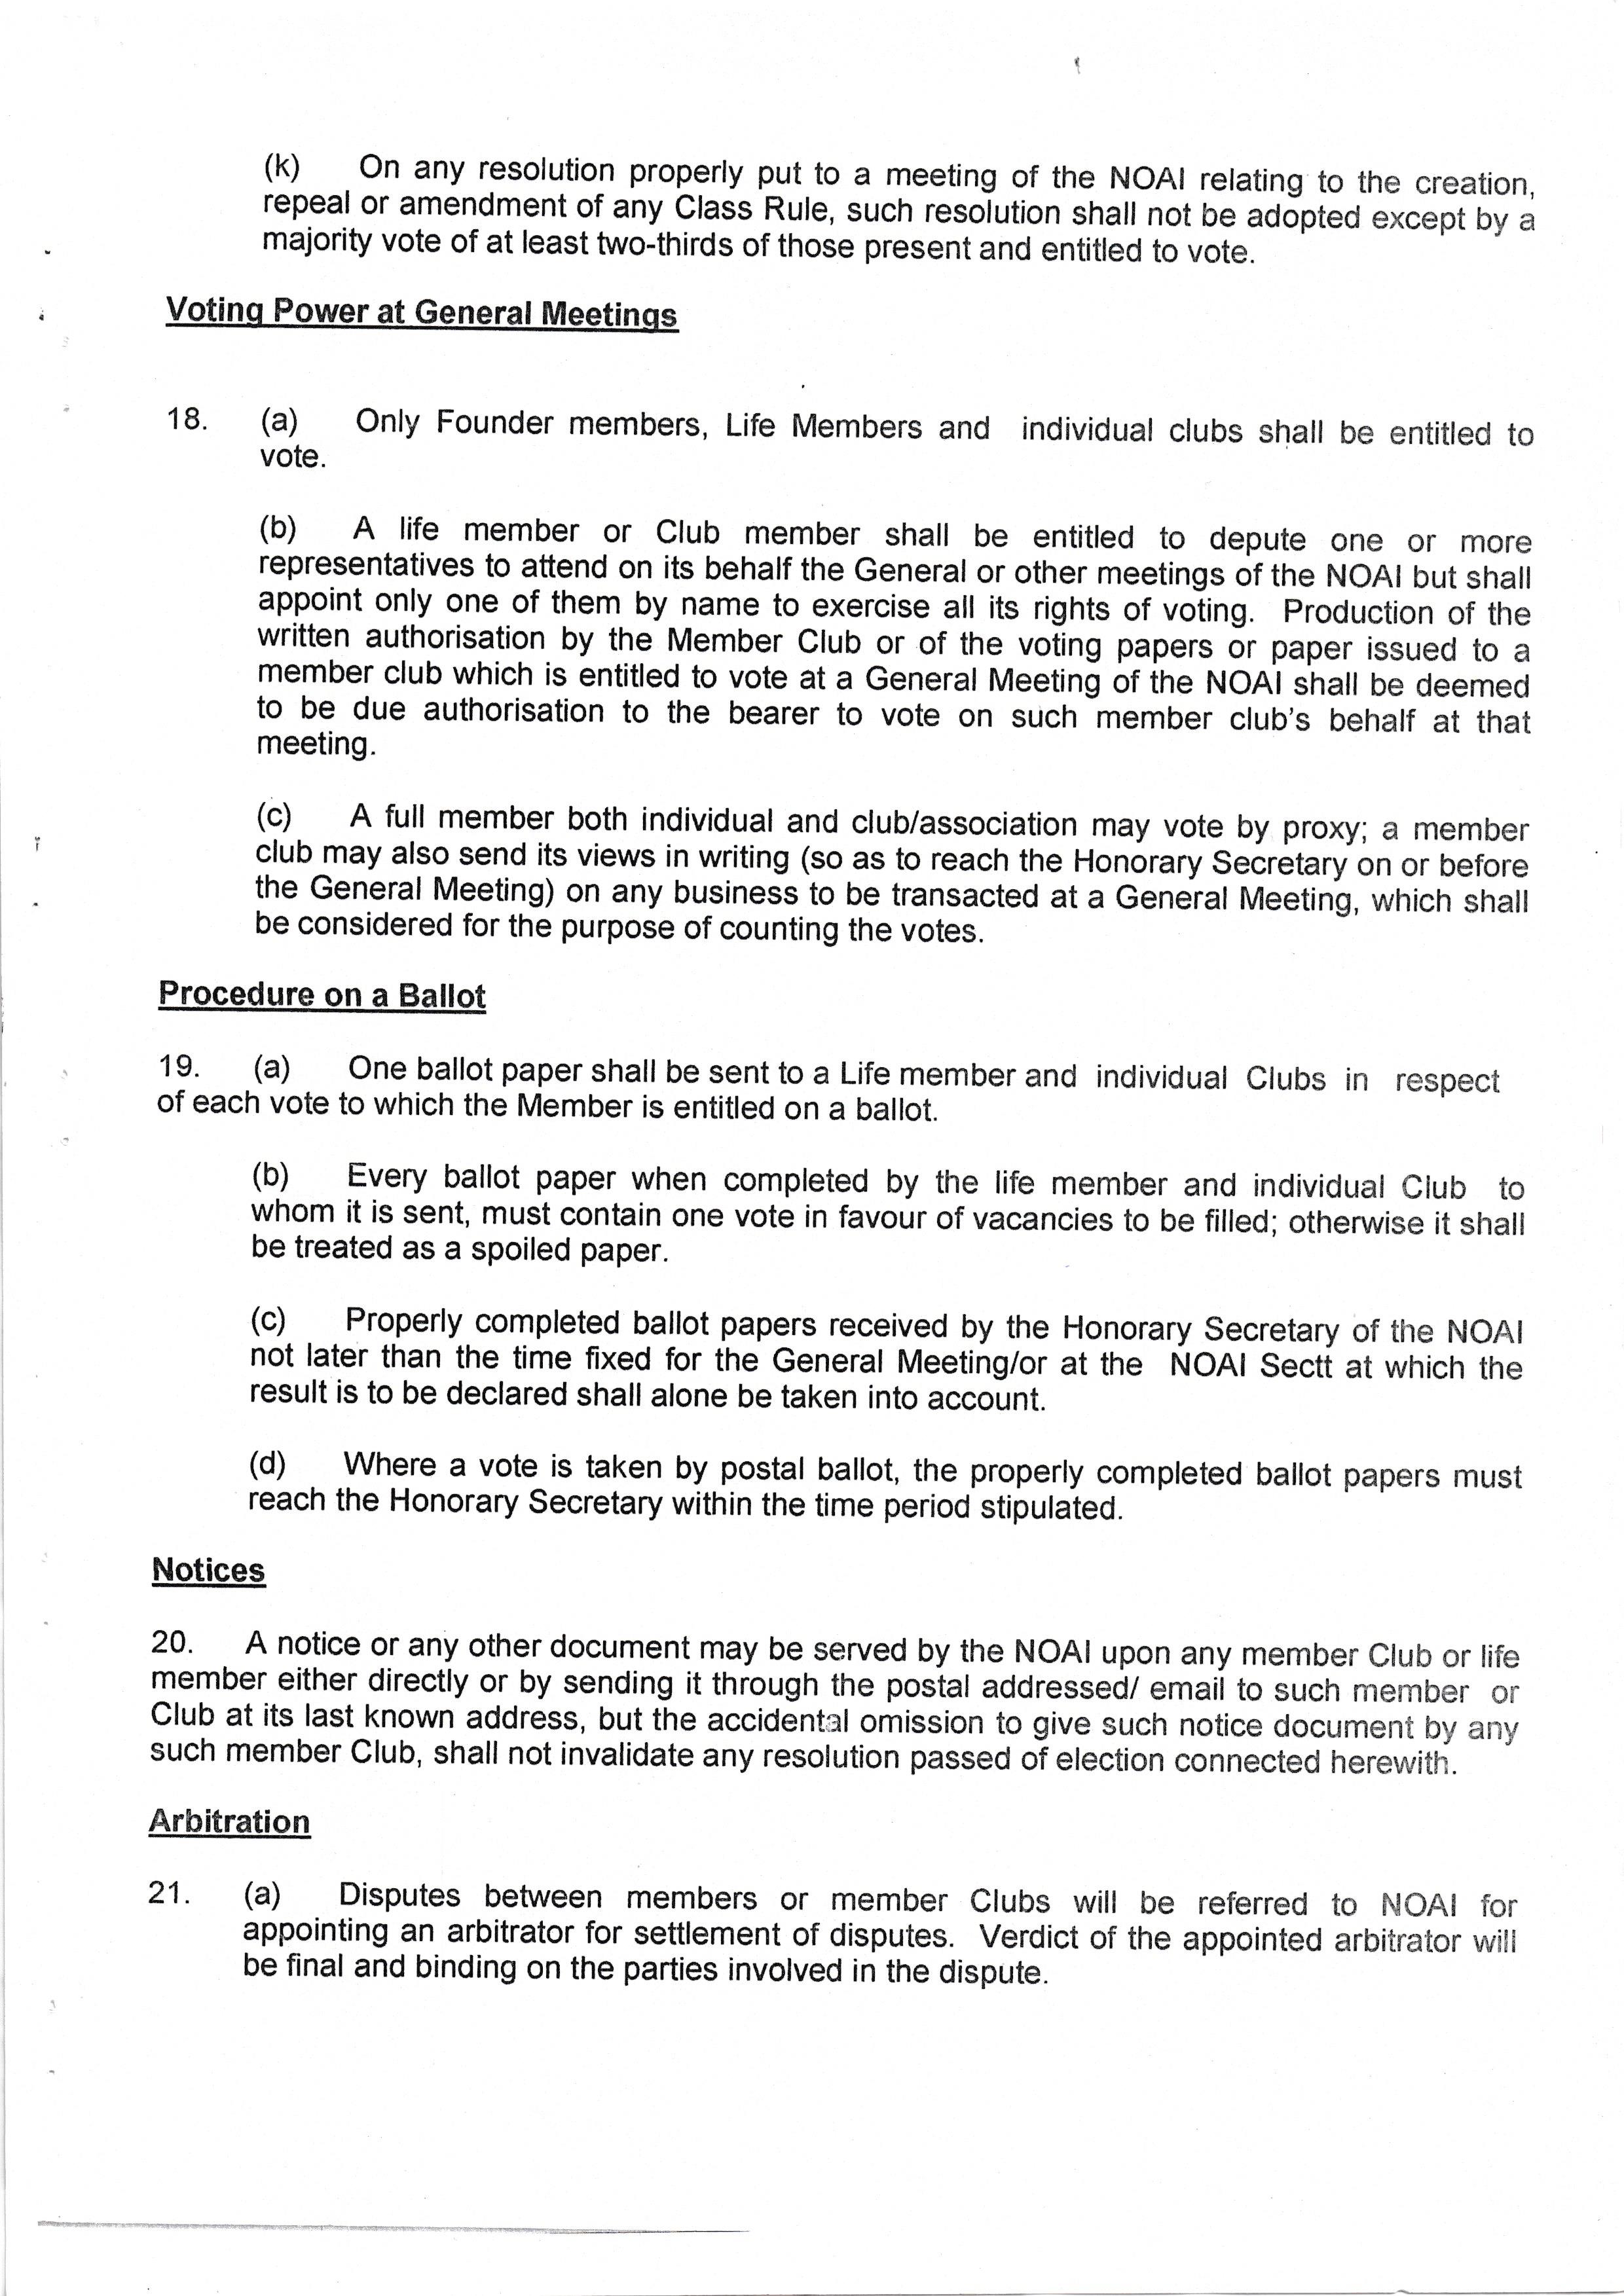 (k) On any resolution properly put to a meeting of the NOAI relating to the creation,
repeal or amendment of any Class Rule, such resolution shall not be adopted except by a
majority vote of at least two-thirds of those present and entitled to vote.
Voting Power at General Meetings
18. (a) Only Founder members, Life Members and individual clubs shall be entitled to
vote.
(b) A life member or Club member shall be entitled to depute one or more
representatives to attend on its behalf the General or other meetings of the NOAI but shall
appoint only one of them by name to exercise all its rights of voting. Production of the
written authorisation by the Member Club or of the voting papers or paper issued to a
member club which is entitled to vote at a General Meeting of the NOAI shall be deemed
to be due authorisation to the bearer to vote on such member club's behalf at that
meeting.
(c) A full member both individual and club/association may vote by proxy; a member
club may also send its views in writing (so as to reach the Honorary Secretary on or before
the General Meeting) on any business to be transacted at a General Meeting, which shall
be considered for the purpose of counting the votes.
Procedure on a Ballot
19. (a) One ballot paper shall be sent to a Life member and individual Clubs in respect
of each vote to which the Member is entitled on a ballot.
(b) Every ballot paper when completed by the life member and individual Club to
whom it is sent, must contain one vote in favour of vacancies to be filled; otherwise it shall
be treated as a spoiled paper.
(c) Properly completed ballot papers received by the Honorary Secretary of the NOAI
not later than the time fixed for the General Meeting/or at the NOAI Sectt at which the
result is to be declared shall alone be taken into account.
(d) Where a vote is taken by postal ballot, the properly completed ballot papers must
reach the Honorary Secretary within the time period stipulated.
Notices
20. A notice or any other document may be served by the NOAI upon any member Club or life
member either directly or by sending it through the postal addressed/ email to such member or
Club at its last known address, but the accidental omission to give such notice document by any
such member Club, shall not invalidate any resolution passed of election connected herewith.
Arbitration
21. (a) Disputes between members or member Clubs will be referred to NOAI for
appointing an arbitrator for settlement of disputes. Verdict of the appointed arbitrator will
be final and binding on the parties involved in the dispute.